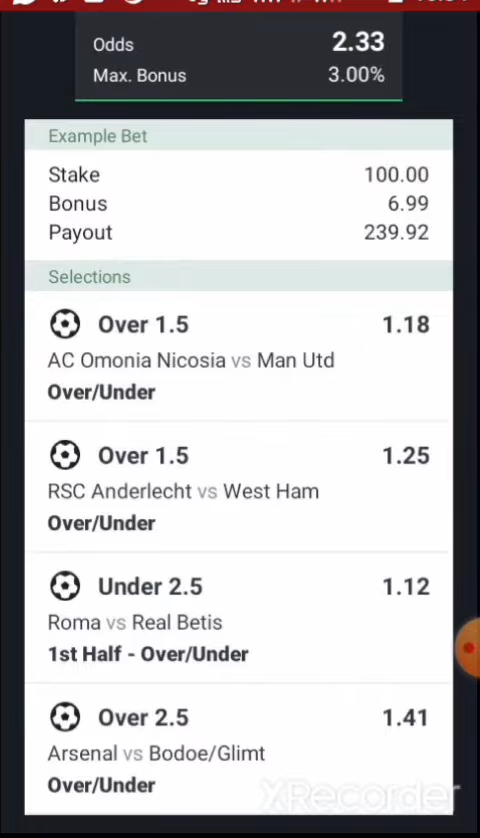 Odds 2.33
Max. Bonus 3.00%
Example Bet
Stake 100.00
Bonus 6.99
Payout 239.92
Selections
Over 1.5 1.18
AC Omonia Nicosia vs Man Utd
Over/Under
Over 1.5 1.25
RSC Anderlecht vs West Ham
Over/Under
Under 2.5 1.12
Roma vs Real Betis
1st Half - Over/Under
Over 2.5 1.41
Arsenal vs Bodoe/Glimt
Over/Under
XRecorder